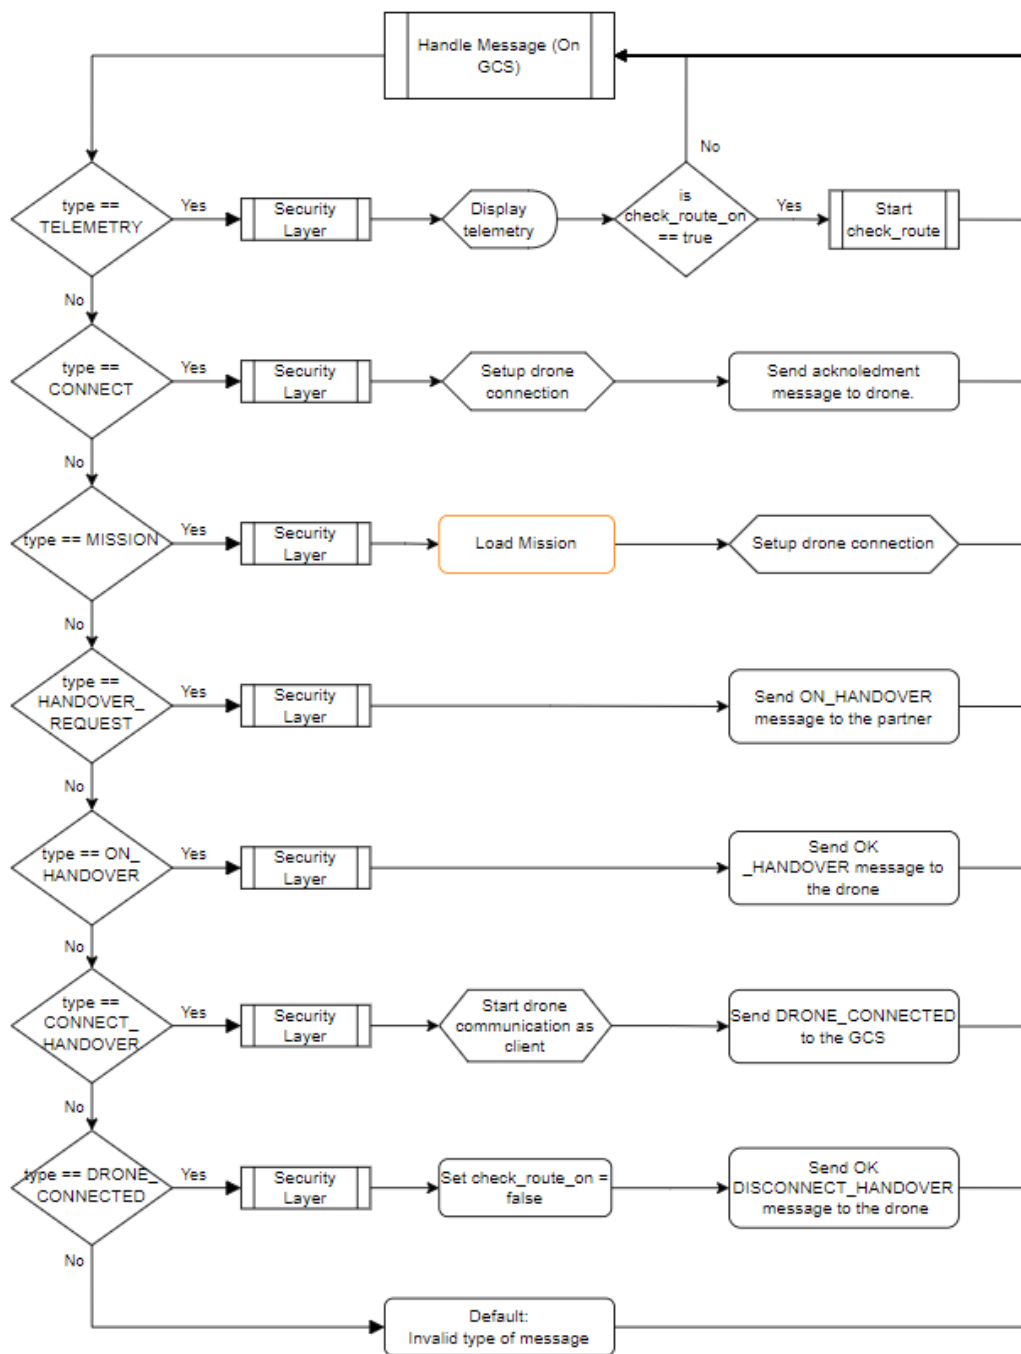 Handle Message (On
GCS)
No
type ==
TELEMETRY
Yes
Security
Layer
Display
telemetry
is
check_route_on
== true
Yes
Start
check_route
No
type ==
CONNECT
Yes
Security
Layer
Setup drone
connection
Send acknoledment
message to drone.
No
type == MISSION
Yes
Security
Layer
Load Mission
Setup drone connection
No
type ==
HANDOVER_
REQUEST
Yes
Security
Layer
Send ON_HANDOVER
message to the partner
No
type == ON_
HANDOVER
Yes
Security
Layer
Send OK
_HANDOVER message to
the drone
No
type ==
CONNECT_
HANDOVER
Yes
Security
Layer
Start drone
communication as
client
Send DRONE_CONNECTED
to the GCS
No
type == DRONE_
CONNECTED
Yes
Security
Layer
Set check_route_on =
false
Send OK
DISCONNECT_HANDOVER
message to the drone
No
Default:
Invalid type of message